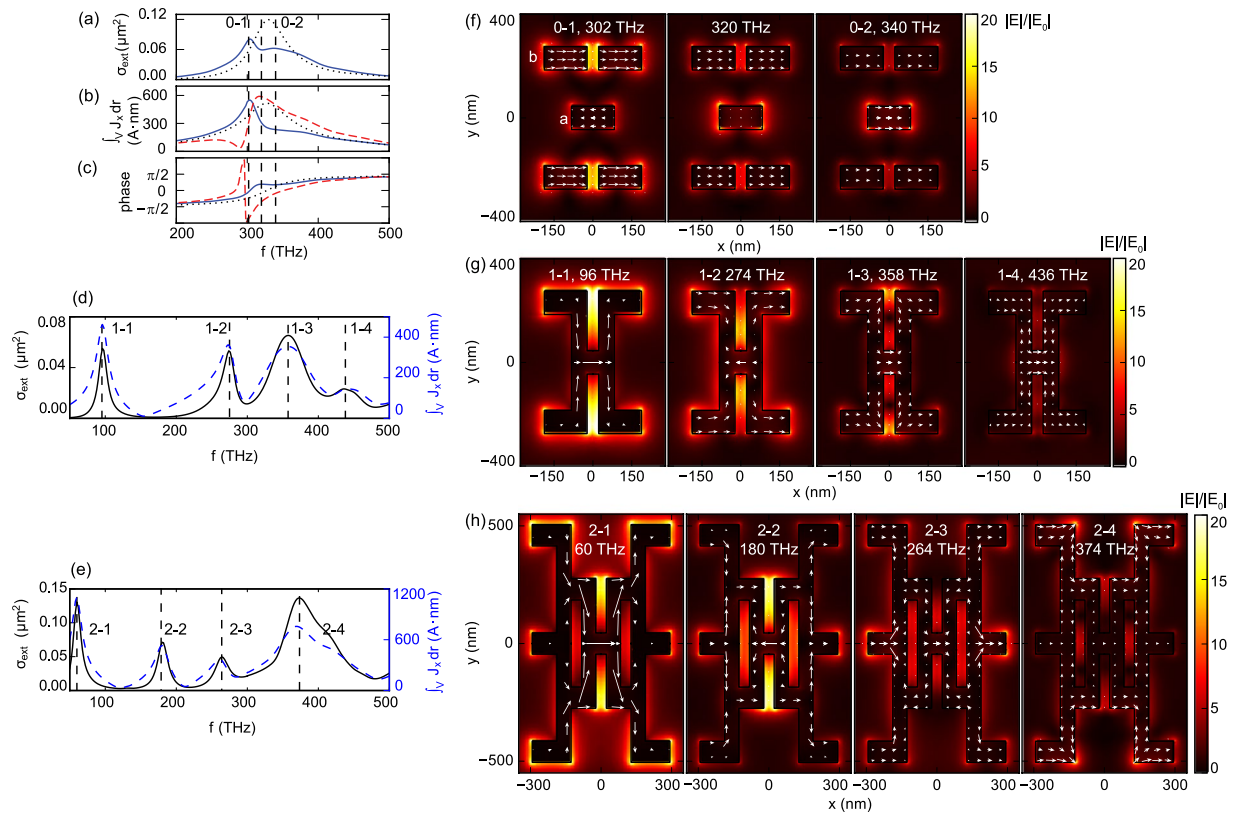 (a)
0-1
0-2
σext (µm²)
0.12
0.06
0.00
(b)
∫V Jx dr
(A·nm)
600
300
0
(c)
phase
π/2
0
−π/2
200
300
400
500
f (THz)
(d)
1-1
1-2
1-3
1-4
σext (µm²)
0.08
0.04
0.00
400
200
0
∫V Jx dr (A·nm)
100
200
300
400
500
f (THz)
(e)
2-1
2-2
2-3
2-4
σext (µm²)
0.15
0.10
0.05
0.00
1200
600
0
∫V Jx dr (A·nm)
100
200
300
400
500
f (THz)
(f)
0-1, 302 THz
320 THz
0-2, 340 THz
b
a
y (nm)
400
0
−400
−150 0 150
−150 0 150
−150 0 150
x (nm)
20
15
10
5
0
|E|/|E0|
(g)
1-1, 96 THz
1-2 274 THz
1-3, 358 THz
1-4, 436 THz
y (nm)
400
0
−400
−150 0 150
−150 0 150
−150 0 150
−150 0 150
x (nm)
|E|/|E0|
20
15
10
5
0
(h)
2-1
60 THz
2-2
180 THz
2-3
264 THz
2-4
374 THz
y (nm)
500
0
−500
−300 0 300
−300 0 300
−300 0 300
−300 0 300
x (nm)
|E|/|E0|
20
15
10
5
0